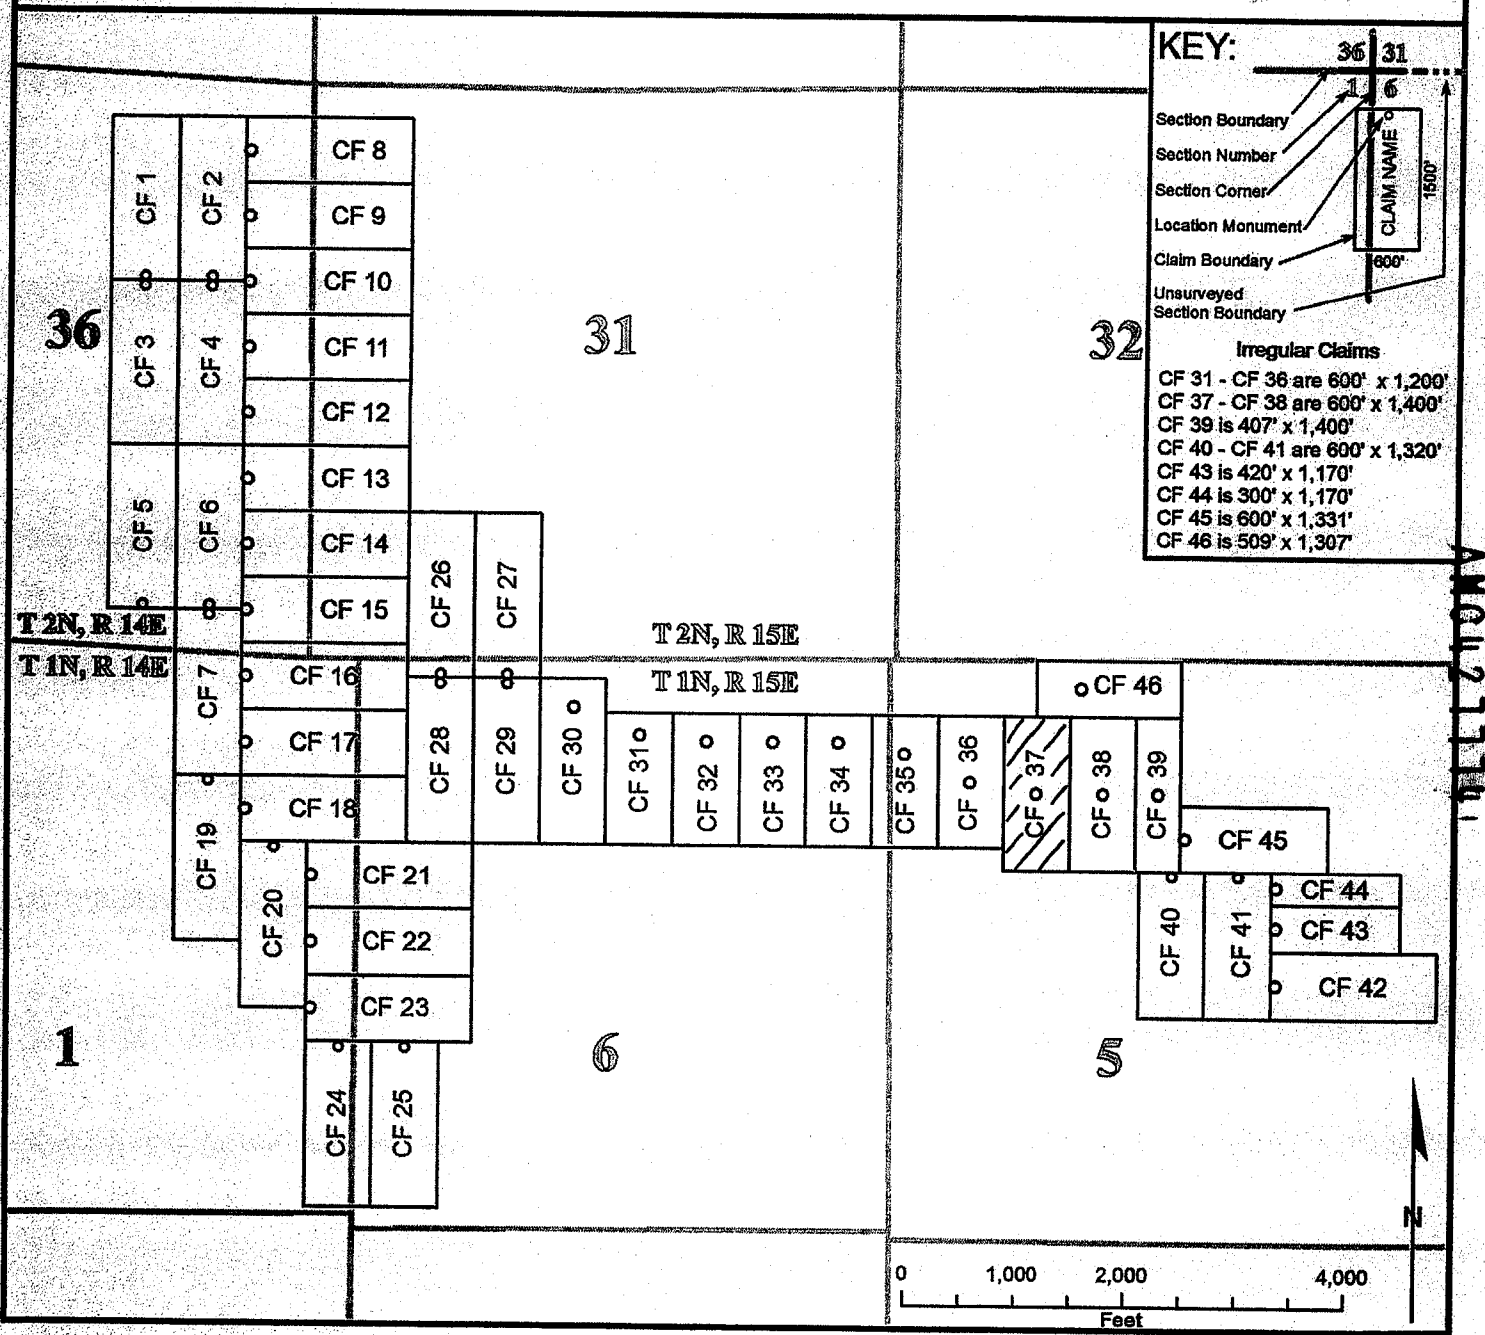 KEY:
36 31
1 6
Section Boundary
Section Number
Section Corner
Location Monument
Claim Boundary
Unsurveyed
Section Boundary
CLAIM NAME
1500'
600'
Irregular Claims
CF 31 - CF 36 are 600' x 1,200'
CF 37 - CF 38 are 600' x 1,400'
CF 39 is 407' x 1,400'
CF 40 - CF 41 are 600' x 1,320'
CF 43 is 420' x 1,170'
CF 44 is 300' x 1,170'
CF 45 is 600' x 1,331'
CF 46 is 509' x 1,307'
36
31
32
CF 1
CF 2
CF 3
CF 4
CF 5
CF 6
CF 7
CF 8
CF 9
CF 10
CF 11
CF 12
CF 13
CF 14
CF 15
CF 16
CF 17
CF 18
CF 19
CF 20
CF 21
CF 22
CF 23
CF 24
CF 25
CF 26
CF 27
CF 28
CF 29
CF 30
CF 31
CF 32
CF 33
CF 34
CF 35
CF 36
CF 37
CF 38
CF 39
CF 40
CF 41
CF 42
CF 43
CF 44
CF 45
CF 46
T 2N, R 14E
T 1N, R 14E
T 2N, R 15E
T 1N, R 15E
1
6
5
N
0 1,000 2,000 4,000
Feet